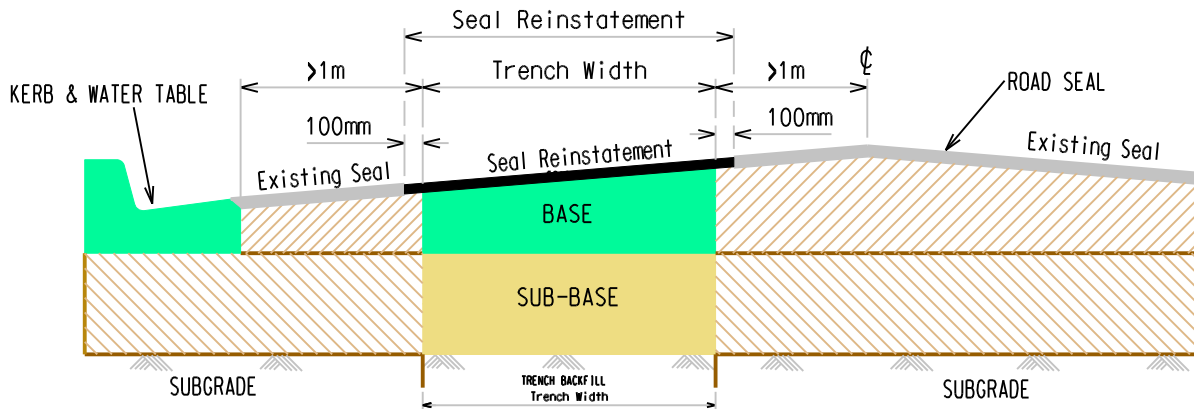 Seal Reinstatement
>1m
Trench Width
>1m
℄
KERB & WATER TABLE
ROAD SEAL
100mm
100mm
Existing Seal
Seal Reinstatement
Existing Seal
BASE
SUB-BASE
SUBGRADE
TRENCH BACKFILL
Trench Width
SUBGRADE